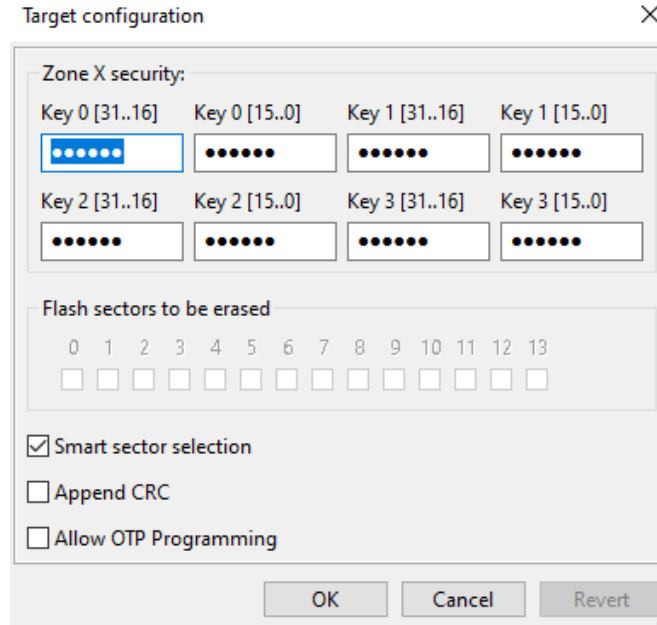 Target configuration
Zone X security:
Key 0 [31..16] Key 0 [15..0] Key 1 [31..16] Key 1 [15..0]
•••••• •••••• •••••• ••••••
Key 2 [31..16] Key 2 [15..0] Key 3 [31..16] Key 3 [15..0]
•••••• •••••• •••••• ••••••
Flash sectors to be erased
0 1 2 3 4 5 6 7 8 9 10 11 12 13
Smart sector selection
Append CRC
Allow OTP Programming
OK Cancel Revert